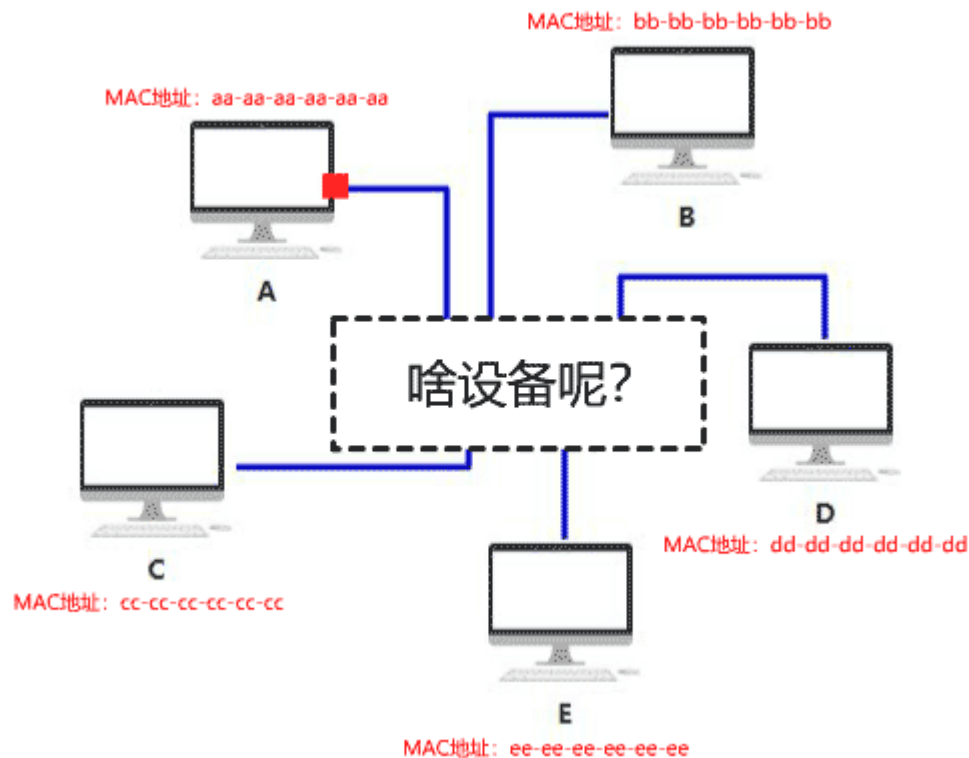 MAC地址：bb-bb-bb-bb-bb-bb
MAC地址：aa-aa-aa-aa-aa-aa
B
A
啥设备呢？
D
MAC地址：dd-dd-dd-dd-dd-dd
C
MAC地址：cc-cc-cc-cc-cc-cc
E
MAC地址：ee-ee-ee-ee-ee-ee